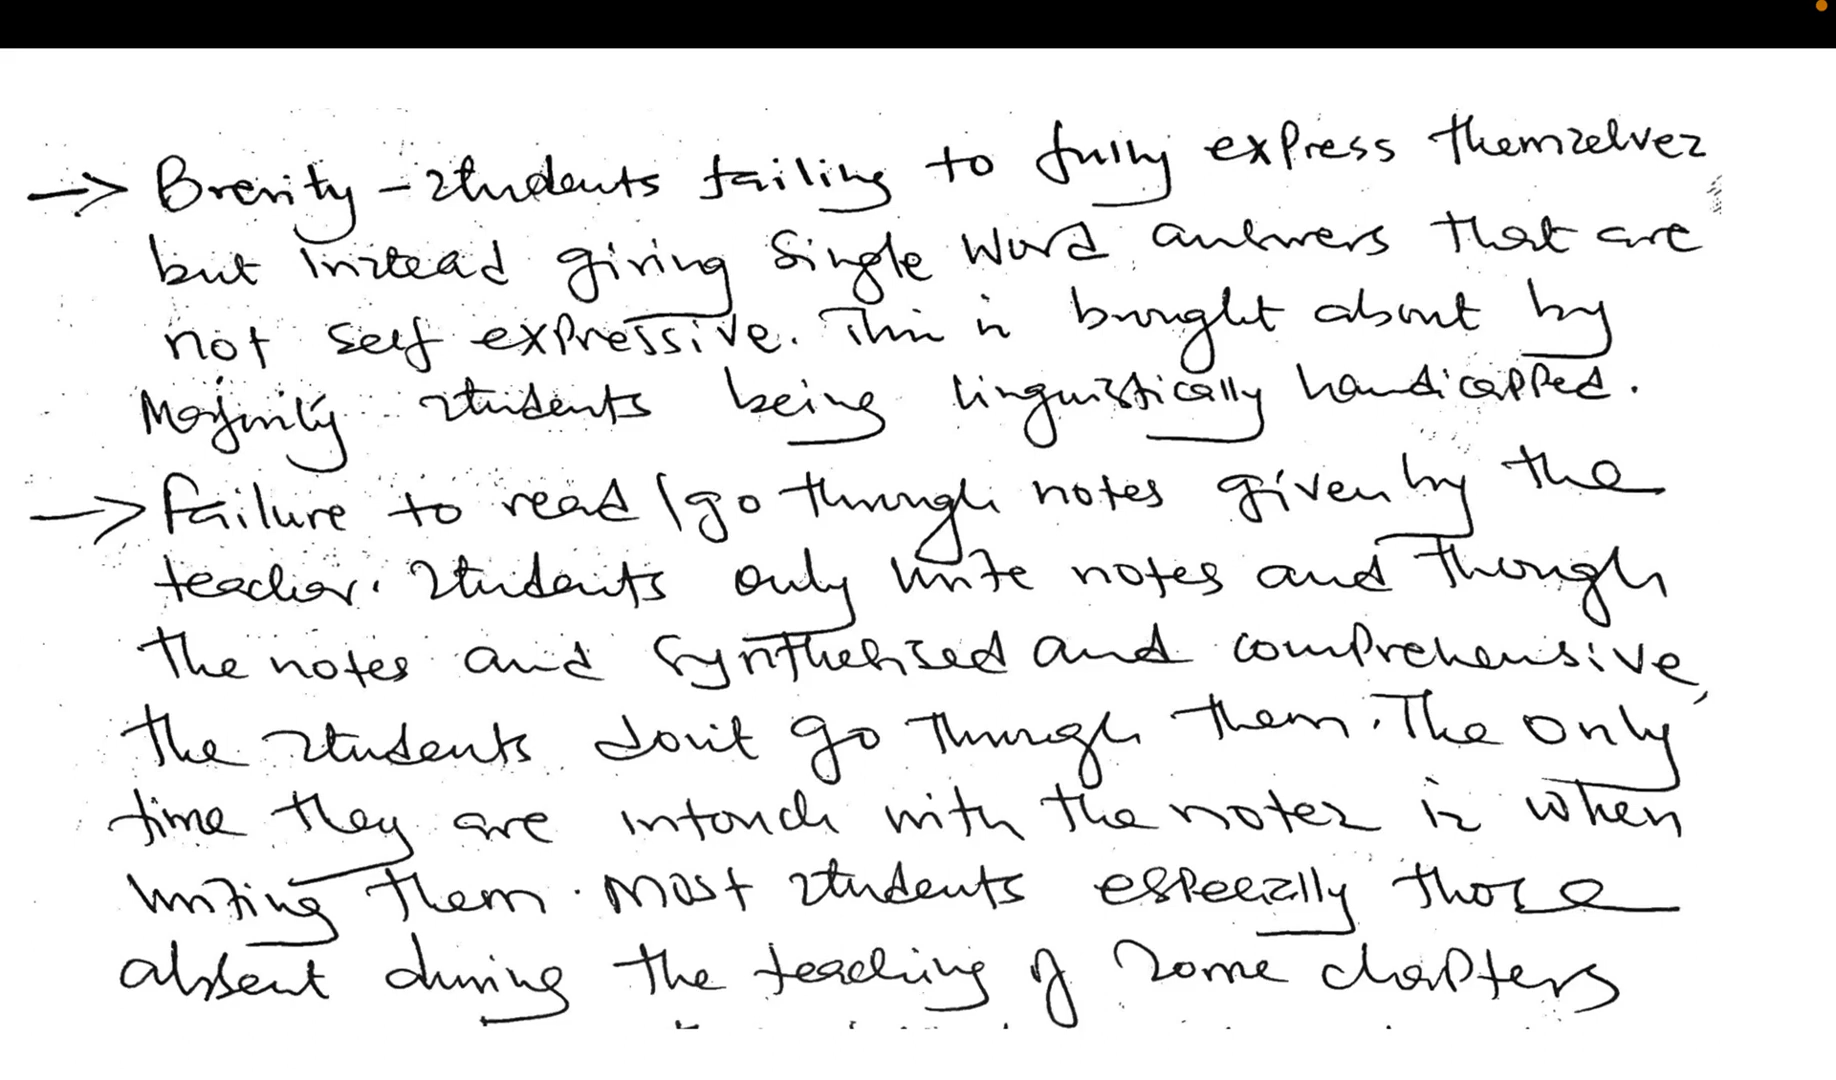 → Brevity - students failing to fully express themselves
but instead giving single word answers that are
not self expressive. This is brought about by
Majority students being linguistically handicapped.
→ Failure to read / go through notes given by the
teacher. Students only write notes and though
the notes and synthesised and comprehensive,
the students don't go through them. The only
time they are intouch with the notes is when
writing them. Most students especially those
absent during the teaching of some chapters